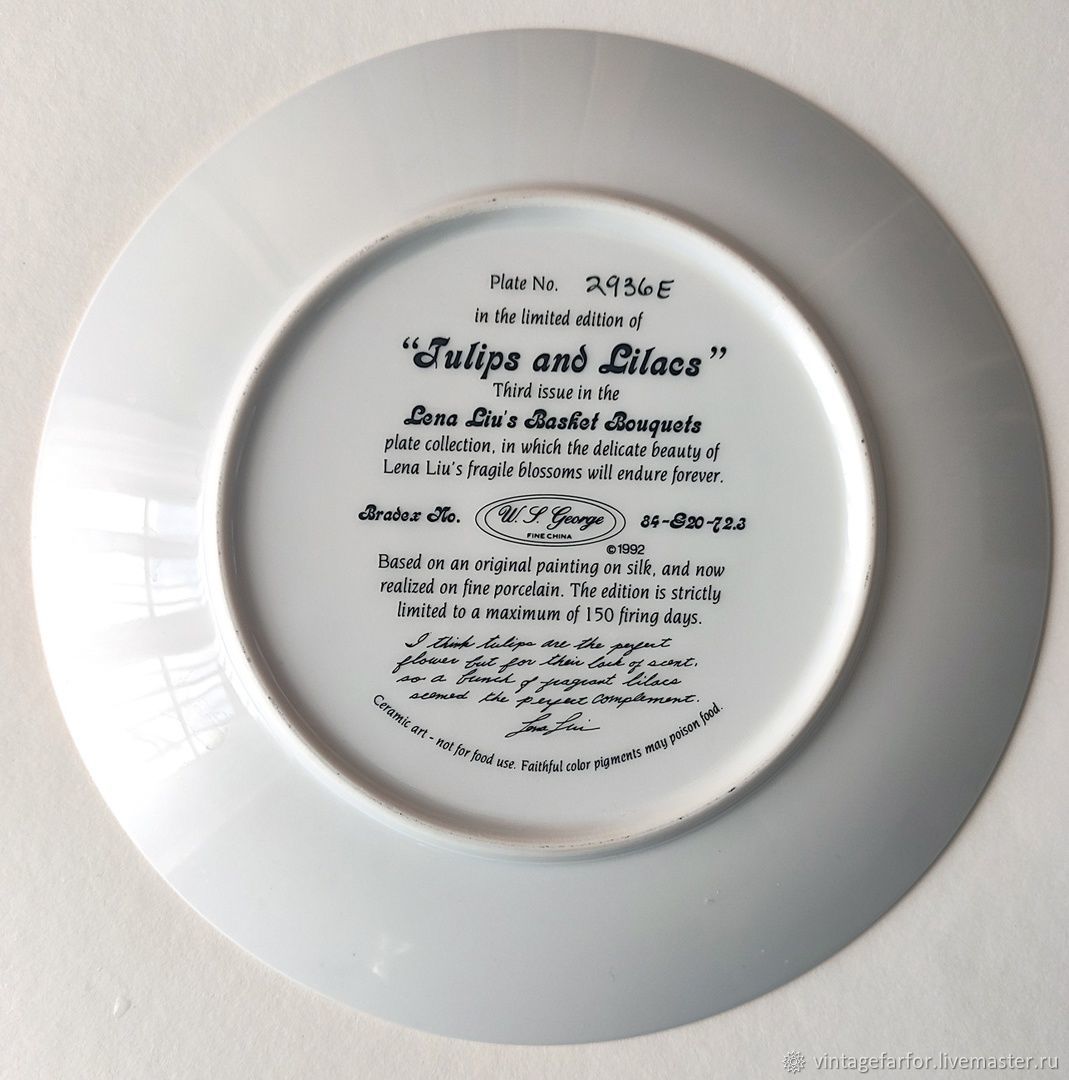 Plate No. 2936E
in the limited edition of
“Tulips and Lilacs”
Third issue in the
Lena Liu's Basket Bouquets
plate collection, in which the delicate beauty of
Lena Liu's fragile blossoms will endure forever.
Bradex No. W. S. George 84-G20-72.3
FINE CHINA
©1992
Based on an original painting on silk, and now
realized on fine porcelain. The edition is strictly
limited to a maximum of 150 firing days.
I think tulips are the perfect
flower but for their lack of scent,
so a bunch of fragrant lilacs
seemed the perfect complement.
Lena Liu
Ceramic art - not for food use. Faithful color pigments may poison food.
vintagefarfor.livemaster.ru